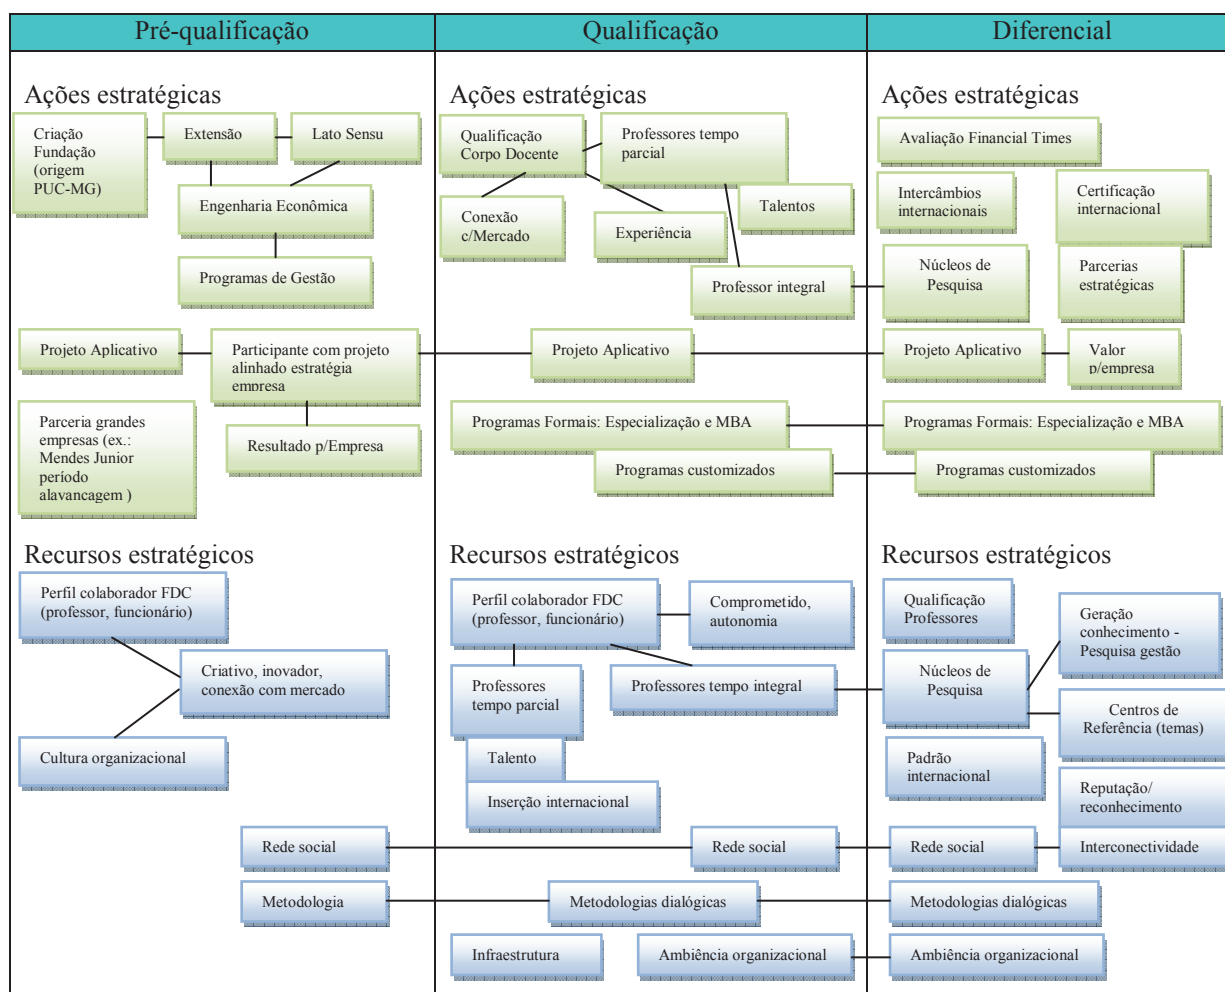 Pré-qualificação
Qualificação
Diferencial
Ações estratégicas
Criação
Fundação
(origem
PUC-MG)
Extensão
Lato Sensu
Engenharia Econômica
Programas de Gestão
Projeto Aplicativo
Participante com projeto
alinhado estratégia
empresa
Parceria grandes
empresas (ex.:
Mendes Junior
período
alavancagem )
Resultado p/Empresa
Recursos estratégicos
Perfil colaborador FDC
(professor, funcionário)
Criativo, inovador,
conexão com mercado
Cultura organizacional
Rede social
Metodologia
Ações estratégicas
Qualificação
Corpo Docente
Professores tempo
parcial
Conexão
c/Mercado
Experiência
Talentos
Professor integral
Projeto Aplicativo
Programas Formais: Especialização e MBA
Programas customizados
Recursos estratégicos
Perfil colaborador FDC
(professor, funcionário)
Comprometido,
autonomia
Professores
tempo parcial
Professores tempo integral
Talento
Inserção internacional
Rede social
Metodologias dialógicas
Infraestrutura
Ambiência organizacional
Ações estratégicas
Avaliação Financial Times
Intercâmbios
internacionais
Certificação
internacional
Núcleos de
Pesquisa
Parcerias
estratégicas
Projeto Aplicativo
Valor
p/empresa
Programas Formais: Especialização e MBA
Programas customizados
Recursos estratégicos
Qualificação
Professores
Geração
conhecimento -
Pesquisa gestão
Núcleos de
Pesquisa
Centros de
Referência (temas)
Padrão
internacional
Reputação/
reconhecimento
Rede social
Interconectividade
Metodologias dialógicas
Ambiência organizacional